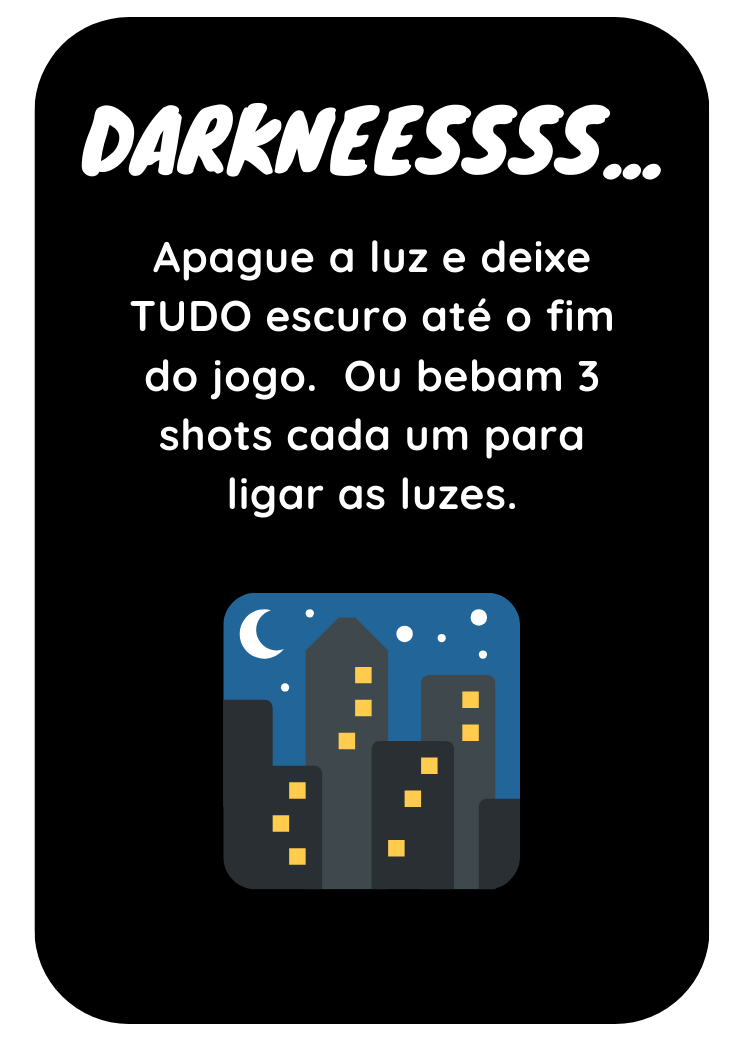 DARKNEESSSS...
Apague a luz e deixe
TUDO escuro até o fim
do jogo.  Ou bebam 3
shots cada um para
ligar as luzes.